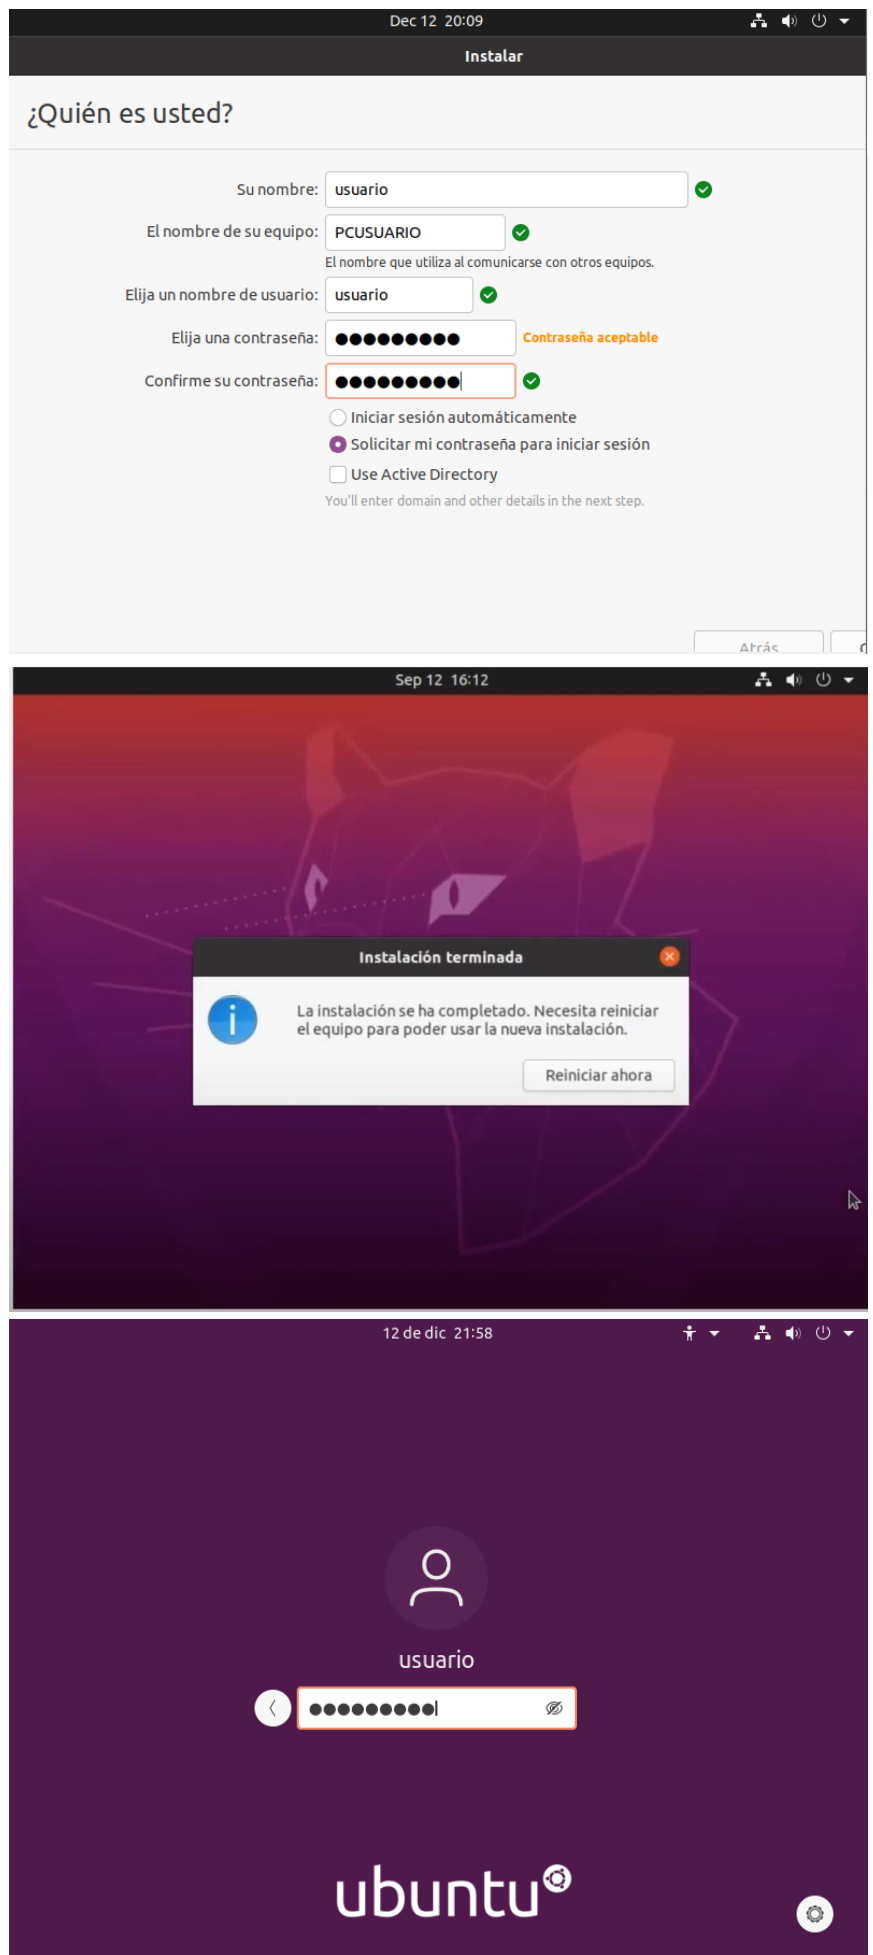 Dec 12 20:09
Instalar
¿Quién es usted?
Su nombre: usuario
El nombre de su equipo: PCUSUARIO
El nombre que utiliza al comunicarse con otros equipos.
Elija un nombre de usuario: usuario
Elija una contraseña: ●●●●●●●●● Contraseña aceptable
Confirme su contraseña: ●●●●●●●●●
Iniciar sesión automáticamente
Solicitar mi contraseña para iniciar sesión
Use Active Directory
You'll enter domain and other details in the next step.
Atrás
Sep 12 16:12
Instalación terminada
La instalación se ha completado. Necesita reiniciar
el equipo para poder usar la nueva instalación.
Reiniciar ahora
12 de dic 21:58
usuario
●●●●●●●●●
ubuntu